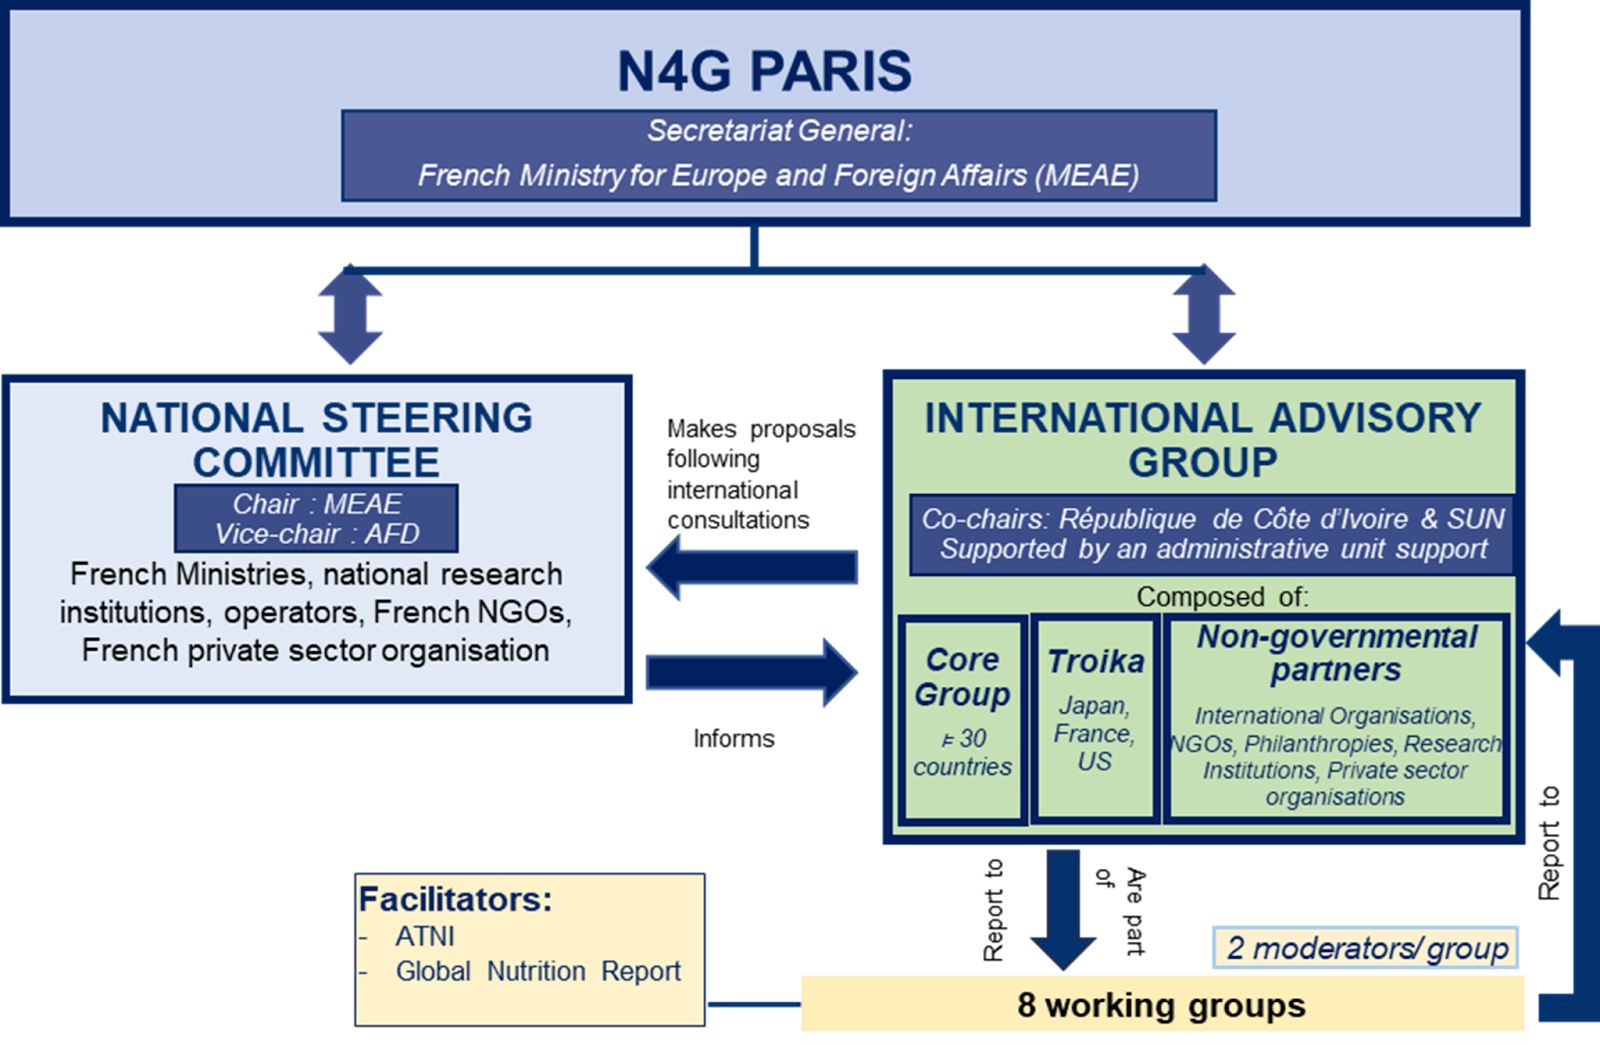 N4G PARIS
Secretariat General:
French Ministry for Europe and Foreign Affairs (MEAE)
NATIONAL STEERING
COMMITTEE
Chair : MEAE
Vice-chair : AFD
French Ministries, national research
institutions, operators, French NGOs,
French private sector organisation
Makes proposals
following
international
consultations
Informs
INTERNATIONAL ADVISORY
GROUP
Co-chairs: République de Côte d'Ivoire & SUN
Supported by an administrative unit support
Composed of:
Core
Group
30
countries
Troika
Japan,
France,
US
Non-governmental
partners
International Organisations,
NGOs, Philanthropies, Research
Institutions, Private sector
organisations
Report to
Are part
of
Report to
Facilitators:
- ATNI
- Global Nutrition Report
2 moderators/group
8 working groups